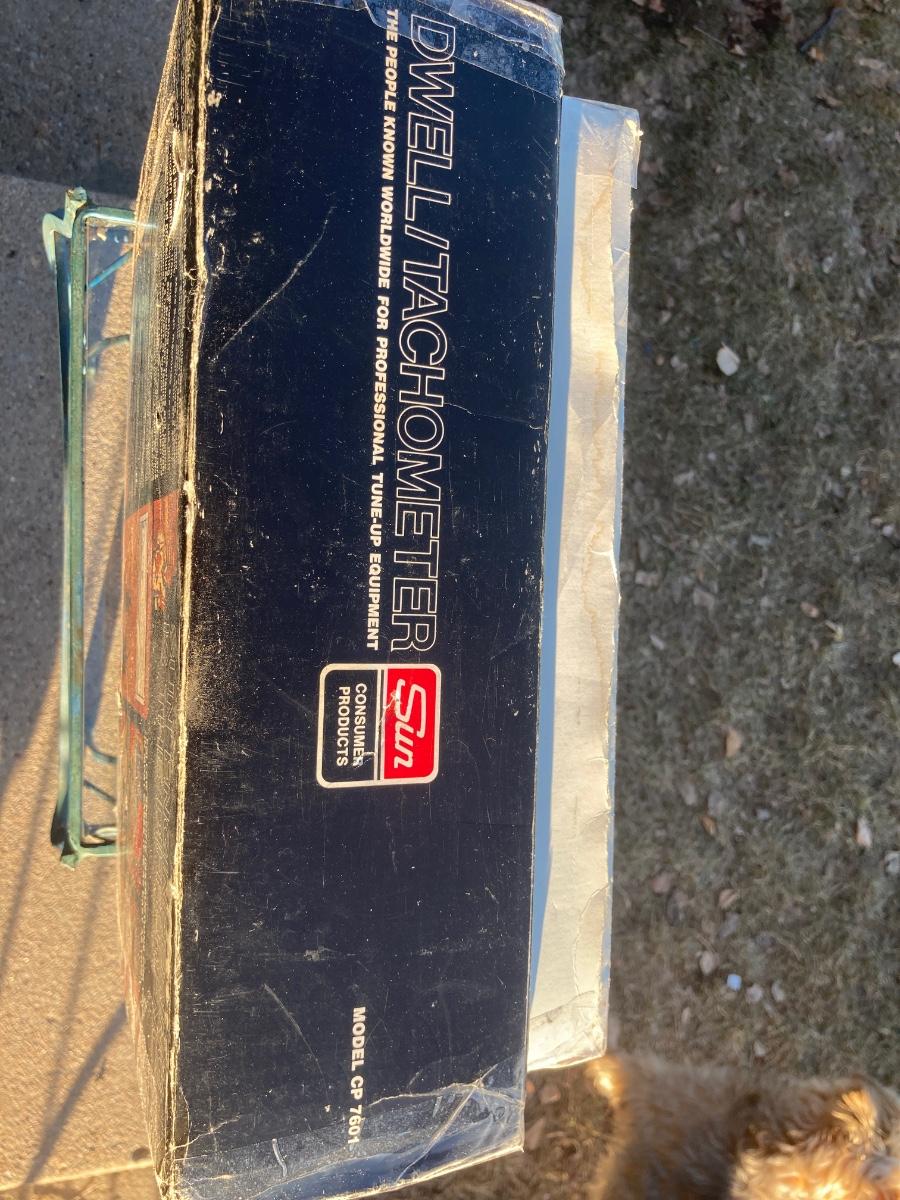 DWELL/TACHOMETER
THE PEOPLE KNOWN WORLDWIDE FOR PROFESSIONAL TUNE-UP EQUIPMENT
Sun
CONSUMER
PRODUCTS
MODEL CP 7601